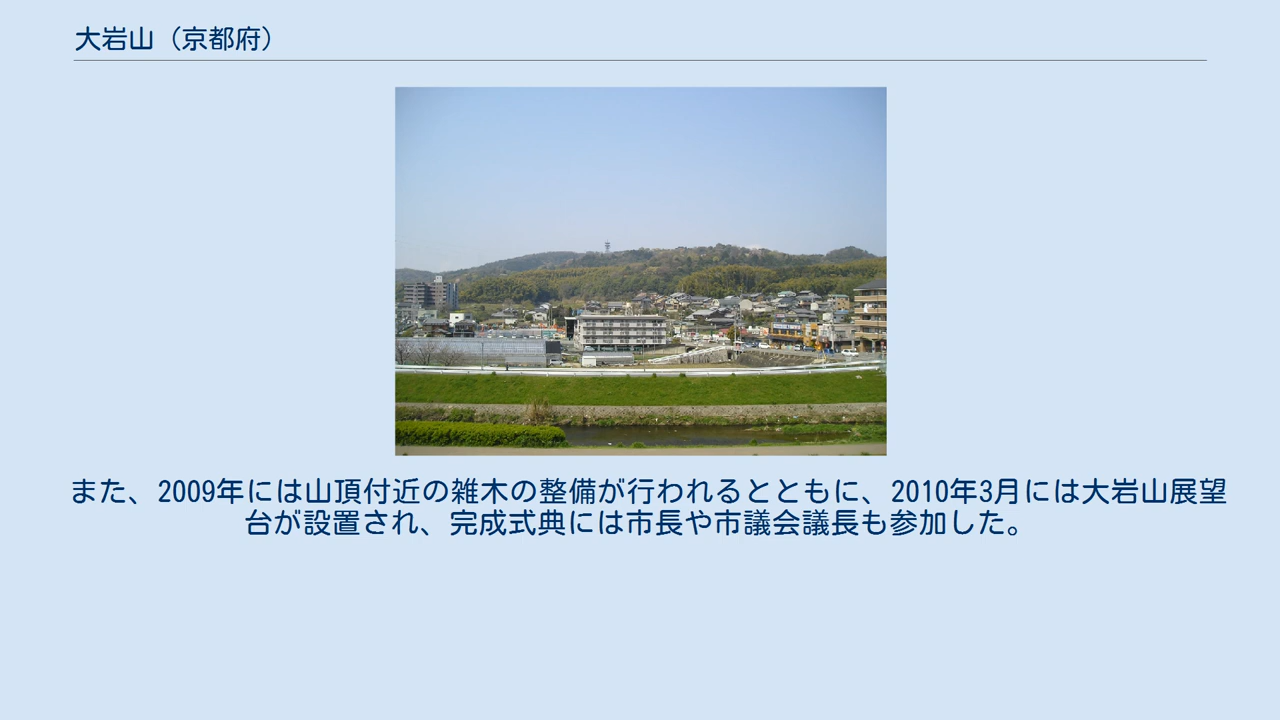 大岩山（京都府）
また、2009年には山頂付近の雑木の整備が行われるとともに、2010年3月には大岩山展望
台が設置され、完成式典には市長や市議会議長も参加した。